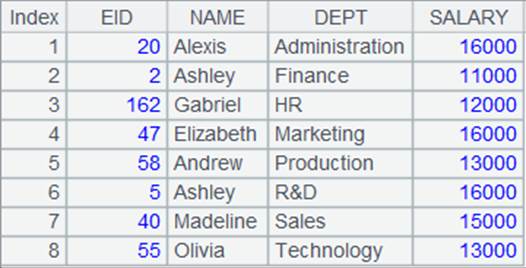 Index EID NAME DEPT SALARY
1 20 Alexis Administration 16000
2 2 Ashley Finance 11000
3 162 Gabriel HR 12000
4 47 Elizabeth Marketing 16000
5 58 Andrew Production 13000
6 5 Ashley R&D 16000
7 40 Madeline Sales 15000
8 55 Olivia Technology 13000